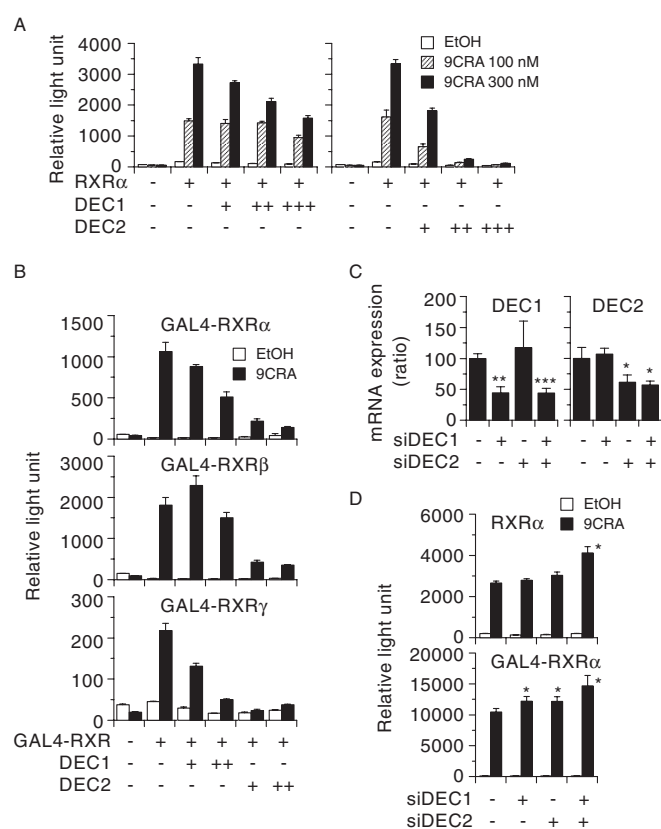 A
EtOH
9CRA 100 nM
9CRA 300 nM
Relative light unit
4000
3000
2000
1000
0
RXRα - + + + + - + + + +
DEC1 - - + ++ +++ - - - - -
DEC2 - - - - - - - + ++ +++
B
GAL4-RXRα
EtOH
9CRA
1500
1000
500
0
GAL4-RXRβ
3000
2000
1000
0
Relative light unit
GAL4-RXRγ
300
200
100
0
GAL4-RXR - + + + + +
DEC1 - - + ++ - -
DEC2 - - - - + ++
C
mRNA expression (ratio)
DEC1
DEC2
200
150
100
50
0
** ***
* *
siDEC1 - + - + - + - +
siDEC2 - - + + - - + +
D
EtOH
9CRA
RXRα
6000
4000
2000
0
*
Relative light unit
GAL4-RXRα
20000
15000
10000
5000
0
* * *
siDEC1 - + - +
siDEC2 - - + +